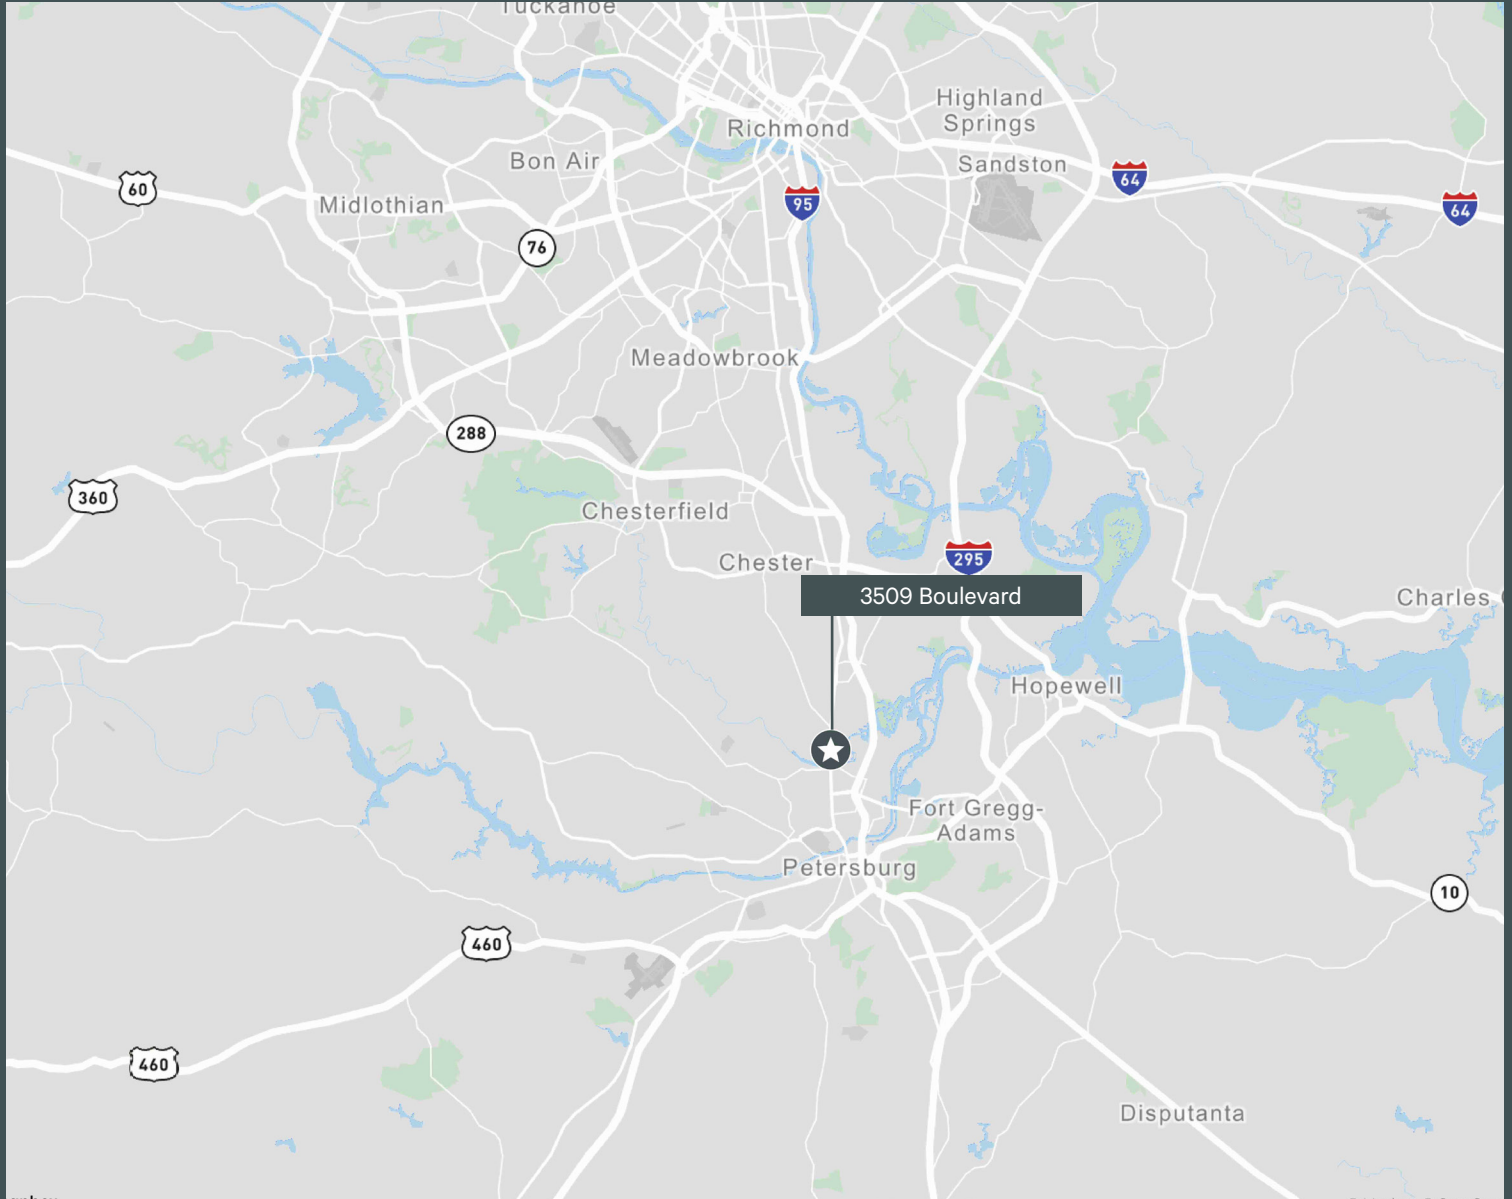 Tuckahoe
Highland
Springs
Richmond
Bon Air
Sandston
64
60
Midlothian
95
64
76
Meadowbrook
288
360
Chesterfield
295
Chester
3509 Boulevard
Charles
Hopewell
Fort Gregg-
Adams
Petersburg
10
460
460
Disputanta